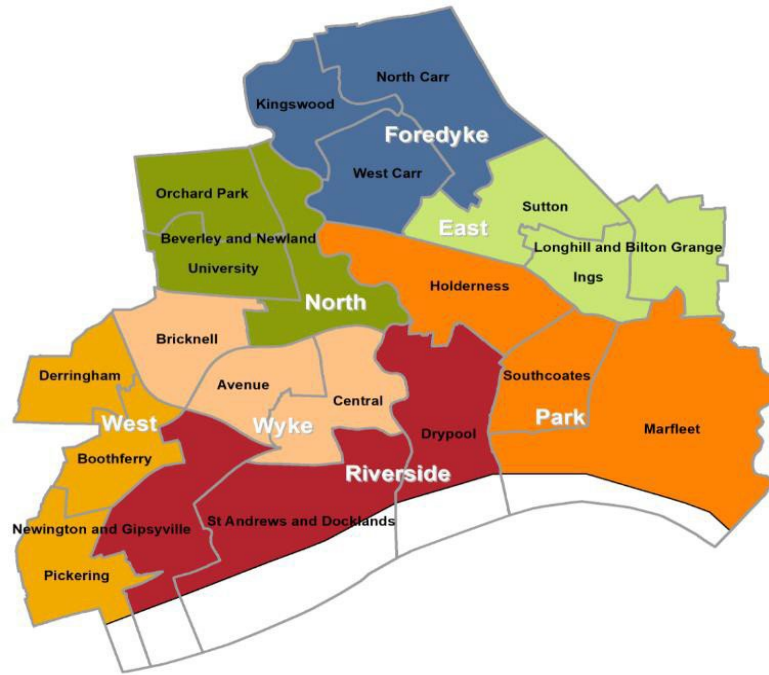 North Carr
Kingswood
Foredyke
West Carr
Orchard Park
Sutton
East
Beverley and Newland
Longhill and Bilton Grange
University
Ings
Holderness
North
Bricknell
Derringham
Avenue
Southcoates
Central
West
Wyke
Park
Marfleet
Drypool
Boothferry
Riverside
St Andrews and Docklands
Newington and Gipsyville
Pickering